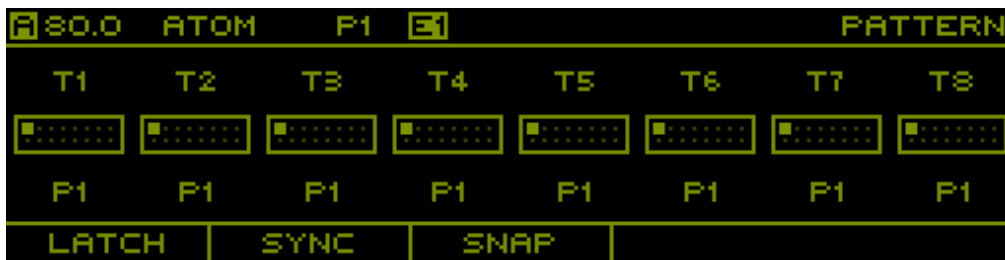 A 80.0 ATOM P1 E1 PATTERN
T1 T2 T3 T4 T5 T6 T7 T8
P1 P1 P1 P1 P1 P1 P1 P1
LATCH SYNC SNAP